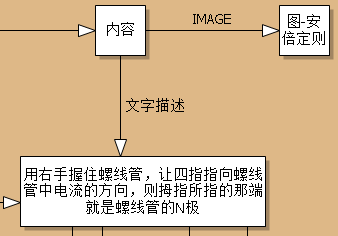 内容
IMAGE
图-安
倍定则
文字描述
用右手握住螺线管，让四指指向螺线
管中电流的方向，则拇指所指的那端
就是螺线管的N极